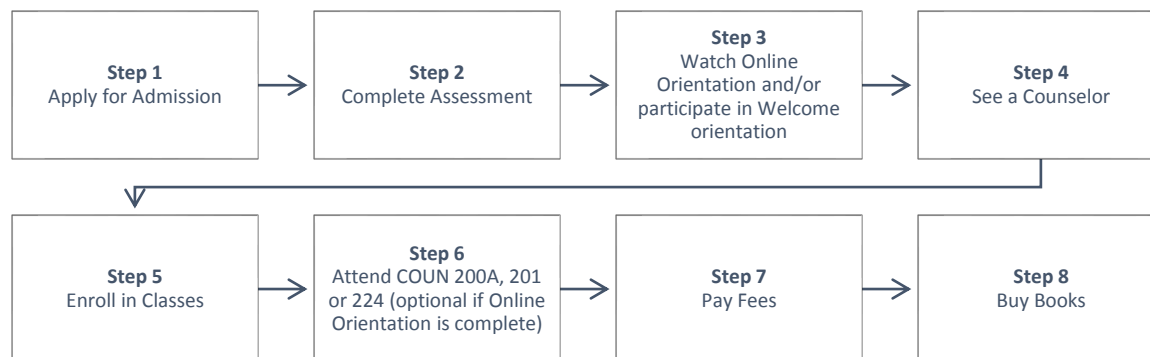 Step 1
Apply for Admission
Step 2
Complete Assessment
Step 3
Watch Online
Orientation and/or
participate in Welcome
orientation
Step 4
See a Counselor
Step 5
Enroll in Classes
Step 6
Attend COUN 200A, 201
or 224 (optional if Online
Orientation is complete)
Step 7
Pay Fees
Step 8
Buy Books